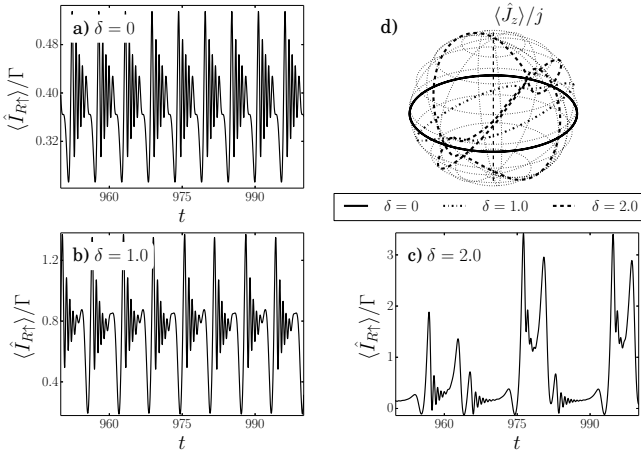 a) δ = 0
⟨Î_{R↑}⟩/Γ
0.48
0.40
0.32
960
975
990
t
d)
⟨Ĵ_z⟩/j
δ = 0
δ = 1.0
δ = 2.0
b) δ = 1.0
⟨Î_{R↑}⟩/Γ
1.2
0.8
0.4
960
975
990
t
c) δ = 2.0
⟨Î_{R↑}⟩/Γ
3
2
1
0
960
975
990
t